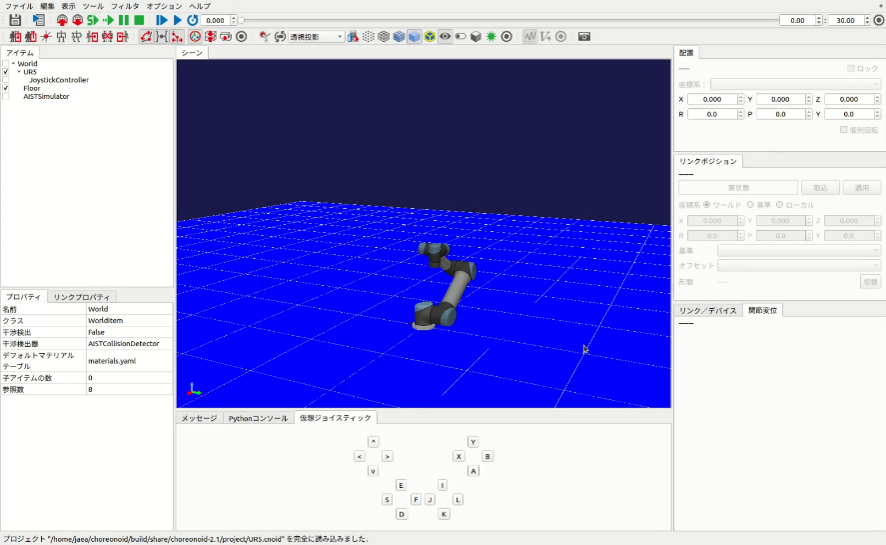 ファイル 編集 表示 ツール フィルタ オプション ヘルプ
0.000 0.00 : 30.00
透視投影
アイテム シーン 配置
World
UR5
JoystickController
Floor
AISTSimulator
----- ロック
座標系:
X 0.000 Y 0.000 Z 0.000
R 0.0 P 0.0 Y 0.0
個別回転
リンクポジション
------
実状態 取込 適用
座標系 ワールド 基準 ローカル
X 0.000 Y 0.000 Z 0.000
R 0.0 P 0.0 Y 0.0
基準
オフセット
形態 ---- 切替
プロパティ リンクプロパティ
名前 World
クラス WorldItem
干渉検出 False
干渉検出器 AISTCollisionDetector
デフォルトマテリアルテーブル materials.yaml
子アイテムの数 0
参照数 8
リンク／デバイス 関節変位
------
メッセージ Pythonコンソール 仮想ジョイスティック
^ Y
< > X B
v A
E I
S F J L
D K
プロジェクト "/home/jaea/choreonoid/build/share/choreonoid-2.1/project/UR5.cnoid" を完全に読み込みました.